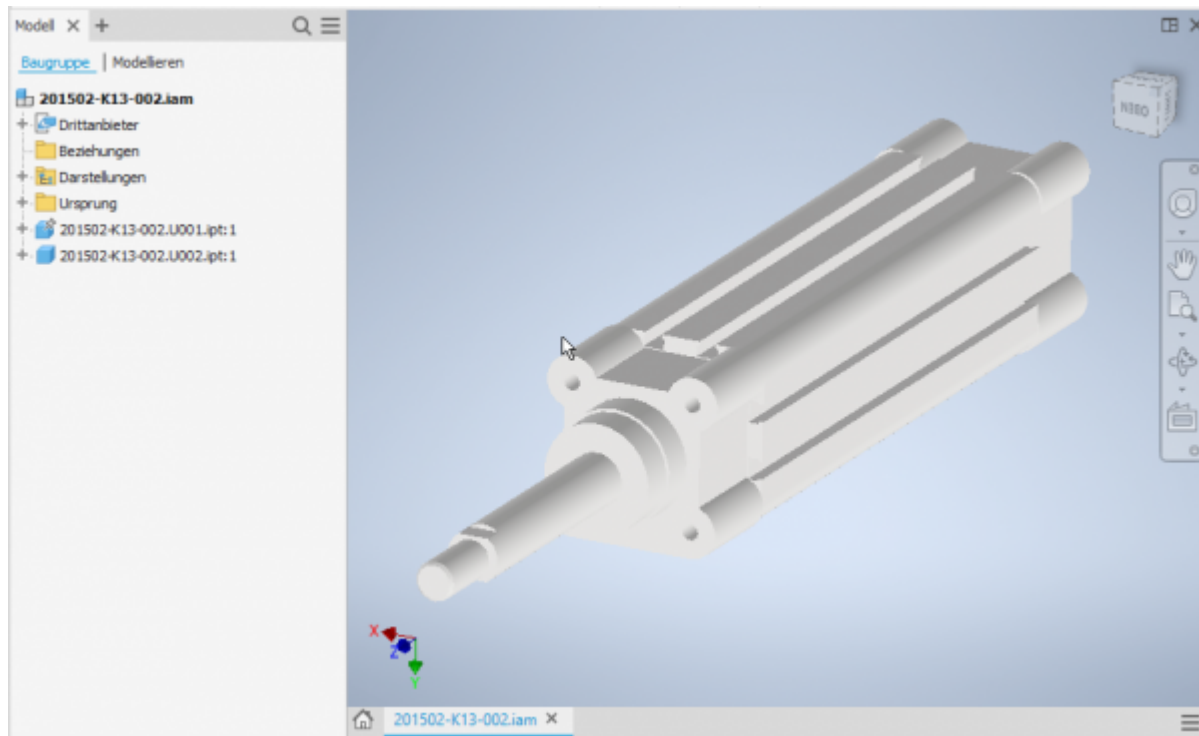 Modell
Baugruppe | Modellieren
201502-K13-002.iam
Drittanbieter
Beziehungen
Darstellungen
Ursprung
201502-K13-002.U001.ipt:1
201502-K13-002.U002.ipt:1
OBEN
X
Z
Y
201502-K13-002.iam